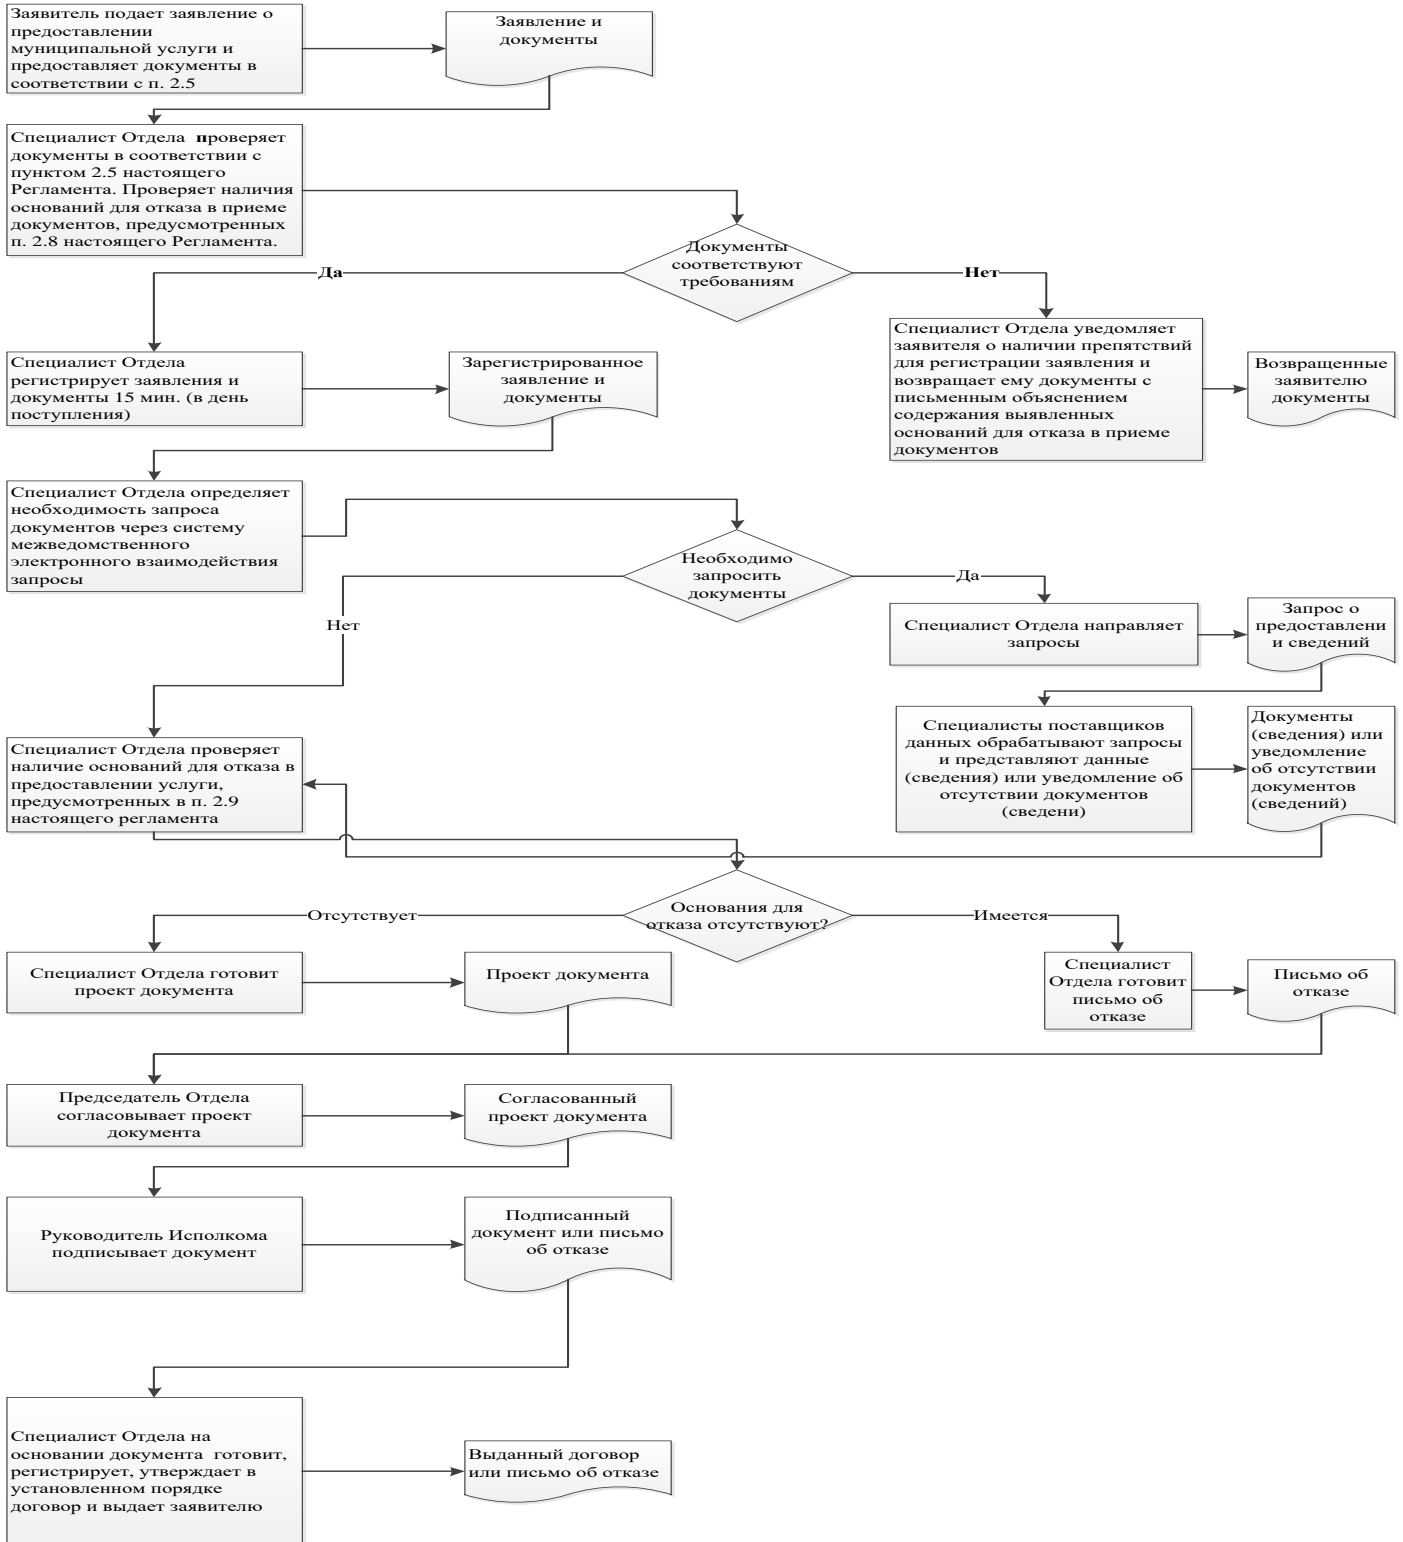 Заявитель подает заявление о
предоставлении
муниципальной услуги и
предоставляет документы в
соответствии с п. 2.5
Заявление и
документы
Специалист Отдела проверяет
документы в соответствии с
пунктом 2.5 настоящего
Регламента. Проверяет наличия
оснований для отказа в приеме
документов, предусмотренных
п. 2.8 настоящего Регламента.
Документы
соответствуют
требованиям
Да
Нет
Специалист Отдела
регистрирует заявления и
документы 15 мин. (в день
поступления)
Зарегистрированное
заявление и
документы
Специалист Отдела уведомляет
заявителя о наличии препятствий
для регистрации заявления и
возвращает ему документы с
письменным объяснением
содержания выявленных
оснований для отказа в приеме
документов
Возвращенные
заявителю
документы
Специалист Отдела определяет
необходимость запроса
документов через систему
межведомственного
электронного взаимодействия
запросы
Необходимо
запросить
документы
Да
Нет
Специалист Отдела направляет
запросы
Запрос о
предоставлени
и сведений
Специалисты поставщиков
данных обрабатывают запросы
и представляют данные
(сведения) или уведомление об
отсутствии документов
(сведени)
Документы
(сведения) или
уведомление
об отсутствии
документов
(сведений)
Специалист Отдела проверяет
наличие оснований для отказа в
предоставлении услуги,
предусмотренных в п. 2.9
настоящего регламента
Основания для
отказа отсутствуют?
Отсутствует
Имеется
Специалист Отдела готовит
проект документа
Проект документа
Специалист
Отдела готовит
письмо об
отказе
Письмо об
отказе
Председатель Отдела
согласовывает проект
документа
Согласованный
проект документа
Руководитель Исполкома
подписывает документ
Подписанный
документ или письмо
об отказе
Специалист Отдела на
основании документа готовит,
регистрирует, утверждает в
установленном порядке
договор и выдает заявителю
Выданный договор
или письмо об отказе